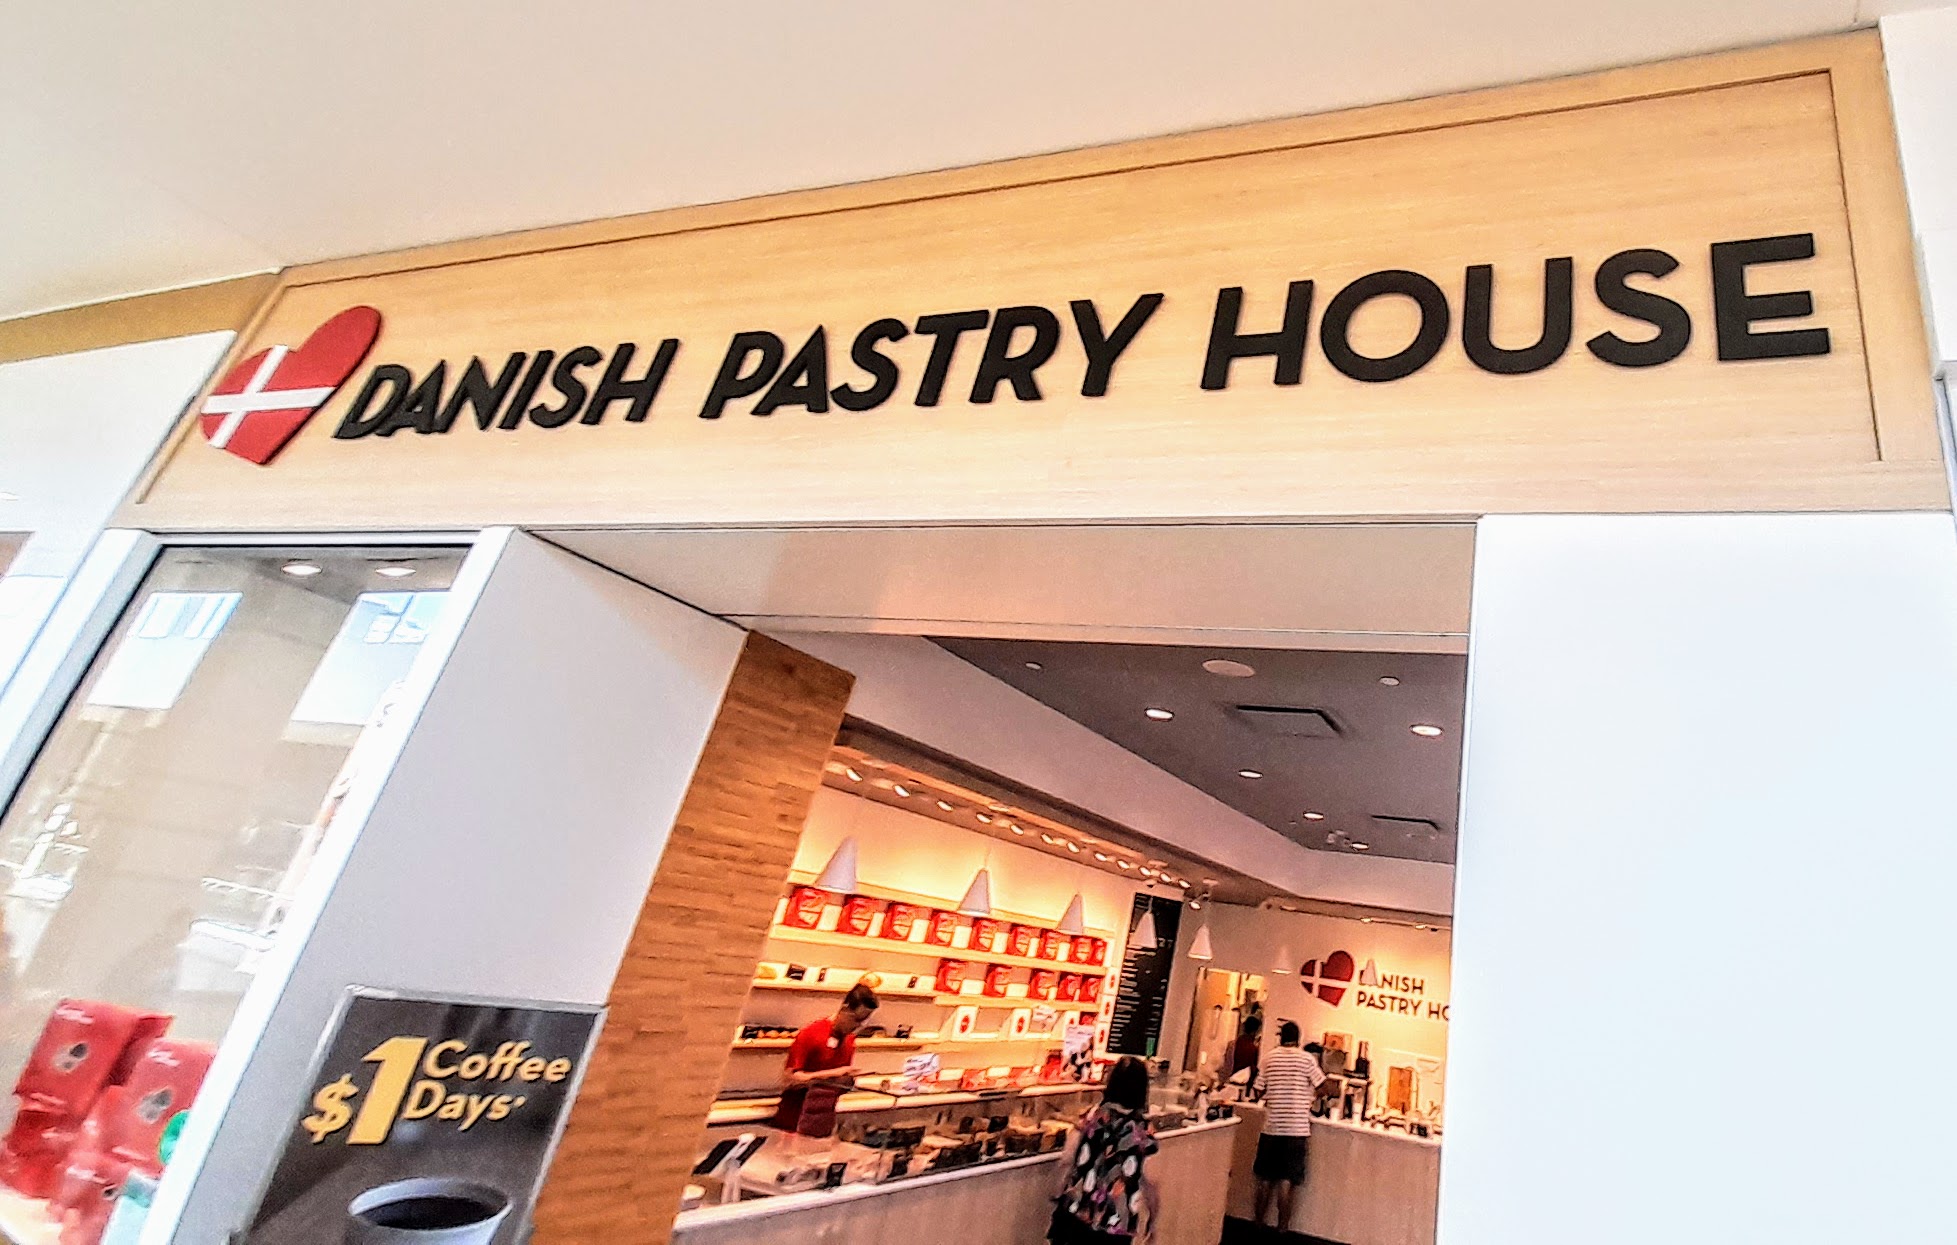 DANISH PASTRY HOUSE
$1 Coffee
Days*
DANISH
PASTRY HO